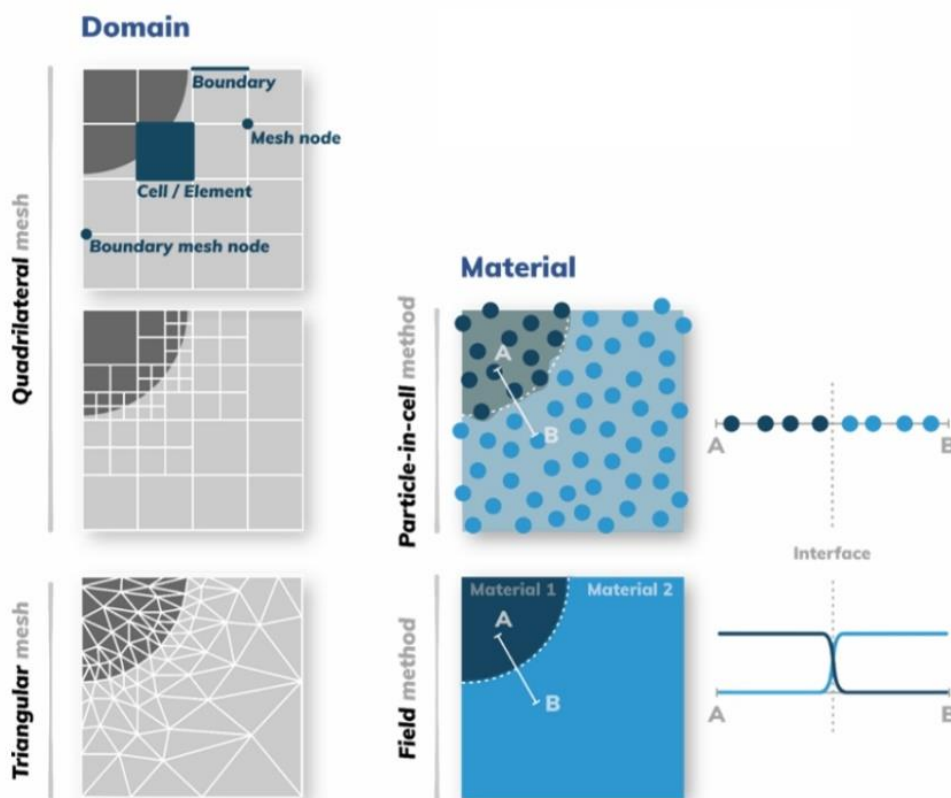 Domain
Boundary
Mesh node
Cell / Element
Boundary mesh node
Quadrilateral mesh
Triangular mesh
Material
Particle-in-cell method
A
B
A B
Interface
Field method
Material 1 Material 2
A
B
A B